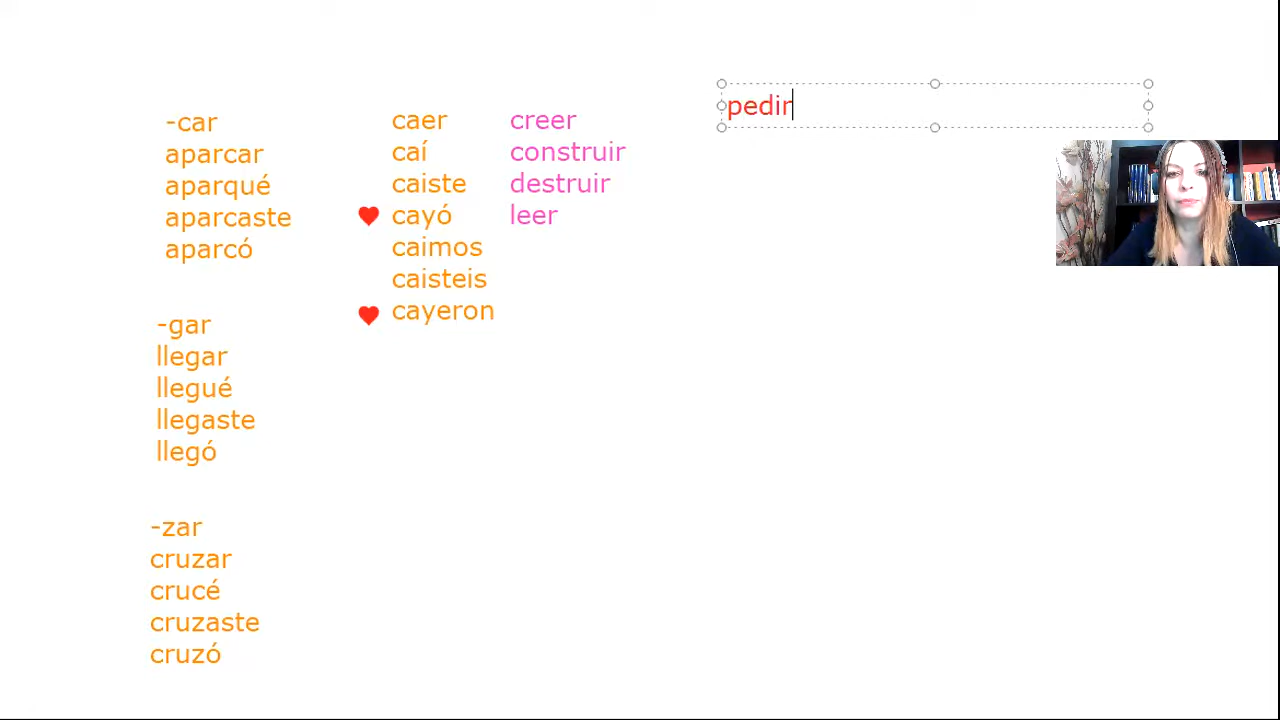 -car
aparcar
aparqué
aparcaste
aparcó
-gar
llegar
llegué
llegaste
llegó
-zar
cruzar
crucé
cruzaste
cruzó
caer
caí
caiste
cayó
caimos
caisteis
cayeron
creer
construir
destruir
leer
pedir